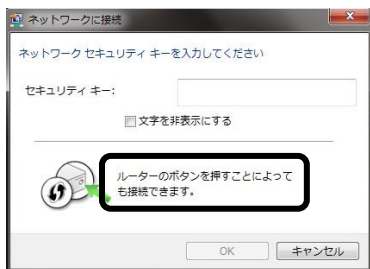 ネットワークに接続
ネットワーク セキュリティ キーを入力してください
セキュリティ キー:
文字を非表示にする
ルーターのボタンを押すことによって
も接続できます。
OK
キャンセル